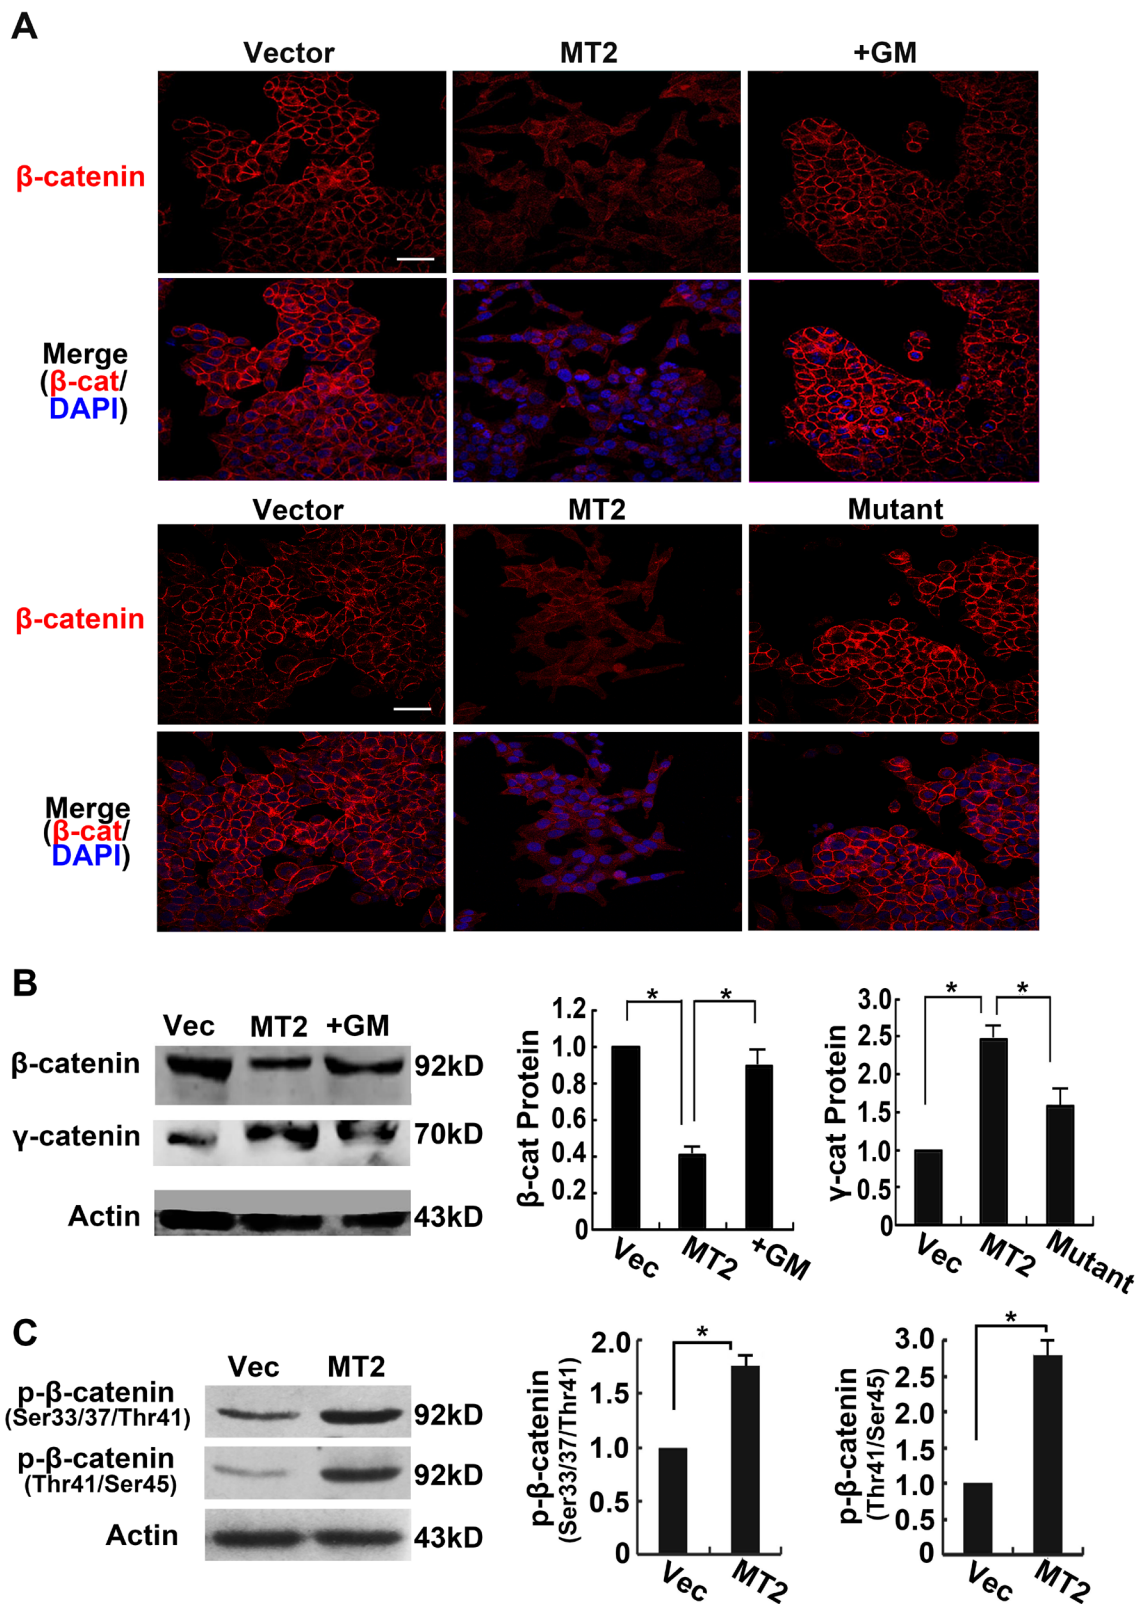 A
Vector MT2 +GM
β-catenin
Merge
(β-cat/
DAPI)
Vector MT2 Mutant
β-catenin
Merge
(β-cat/
DAPI)
B
Vec MT2 +GM
β-catenin 92kD
γ-catenin 70kD
Actin 43kD
β-cat Protein
1.2
1.0
0.8
0.6
0.4
0.2
0
* *
Vec MT2 +GM
γ-cat Protein
3.0
2.5
2.0
1.5
1.0
0.5
0
* *
Vec MT2 Mutant
C
Vec MT2
p-β-catenin
(Ser33/37/Thr41) 92kD
p-β-catenin
(Thr41/Ser45) 92kD
Actin 43kD
p-β-catenin
(Ser33/37/Thr41)
2.0
1.5
1.0
0.5
0
*
Vec MT2
p-β-catenin
(Thr41/Ser45)
3.0
2.5
2.0
1.5
1.0
0.5
0
*
Vec MT2